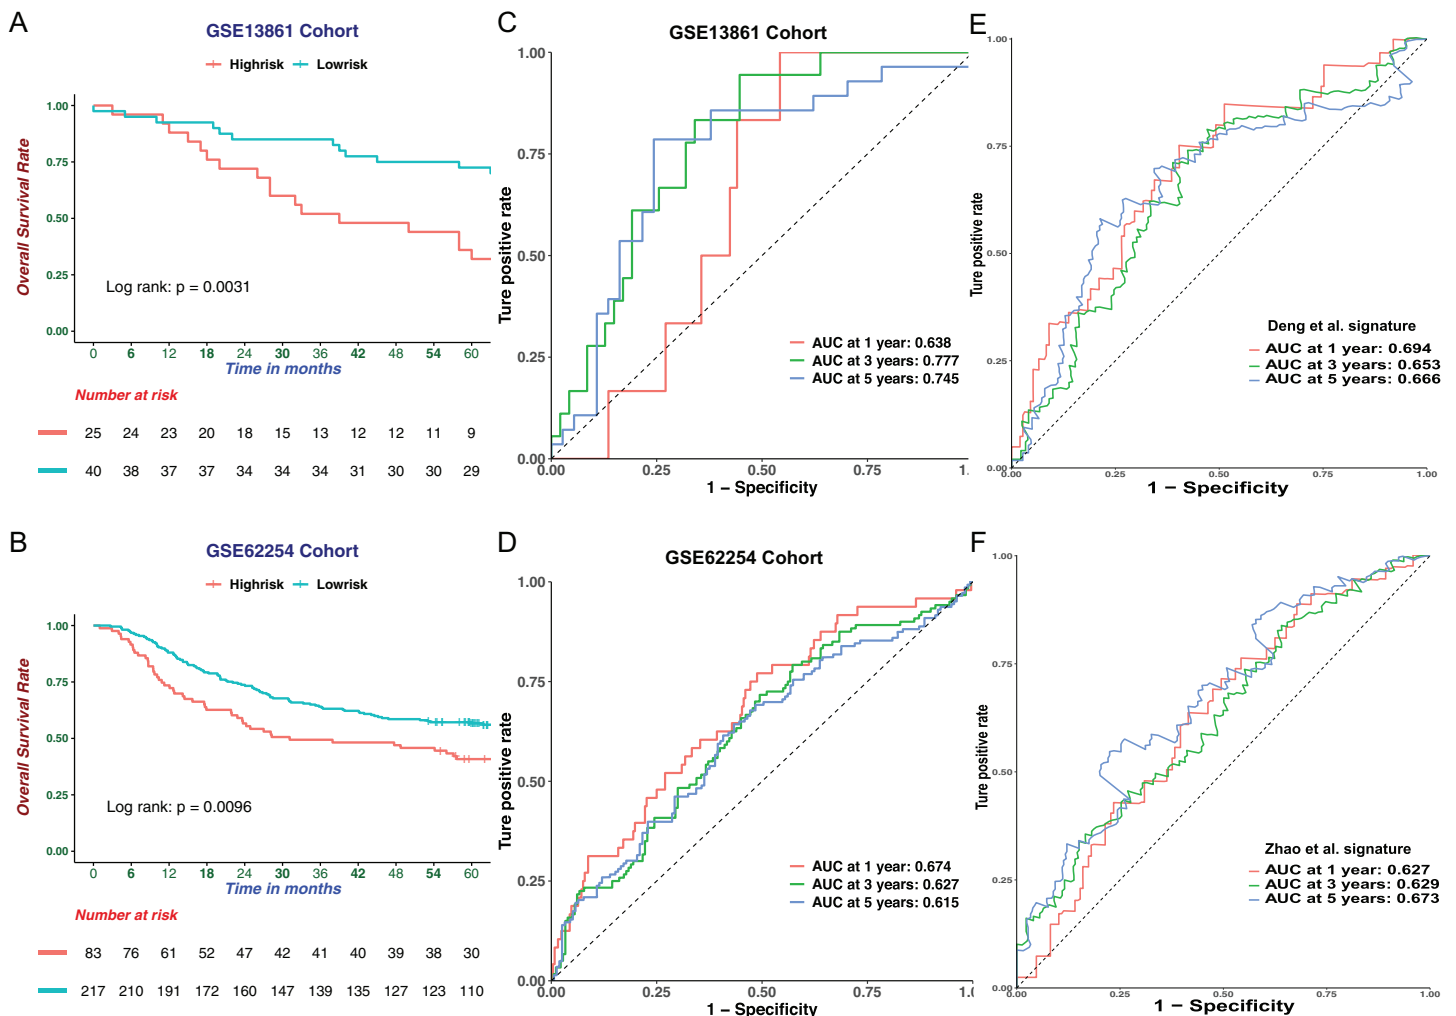 A
GSE13861 Cohort
Highrisk Lowrisk
Overall Survival Rate
1.00
0.75
0.50
0.25
0.00
Log rank: p = 0.0031
0 6 12 18 24 30 36 42 48 54 60
Time in months
Number at risk
25 24 23 20 18 15 13 12 12 11 9
40 38 37 37 34 34 34 31 30 30 29
B
GSE62254 Cohort
Highrisk Lowrisk
Overall Survival Rate
1.00
0.75
0.50
0.25
0.00
Log rank: p = 0.0096
0 6 12 18 24 30 36 42 48 54 60
Time in months
Number at risk
83 76 61 52 47 42 41 40 39 38 30
217 210 191 172 160 147 139 135 127 123 110
C
GSE13861 Cohort
Ture positive rate
1.00
0.75
0.50
0.25
0.00
AUC at 1 year: 0.638
AUC at 3 years: 0.777
AUC at 5 years: 0.745
0.00 0.25 0.50 0.75 1.
1 − Specificity
D
GSE62254 Cohort
Ture positive rate
1.00
0.75
0.50
0.25
0.00
AUC at 1 year: 0.674
AUC at 3 years: 0.627
AUC at 5 years: 0.615
0.00 0.25 0.50 0.75 1.0
1 − Specificity
E
Ture positive rate
1.00
0.75
0.50
0.25
0.00
Deng et al. signature
AUC at 1 year: 0.694
AUC at 3 years: 0.653
AUC at 5 years: 0.666
0.00 0.25 0.50 0.75 1.00
1 − Specificity
F
Ture positive rate
1.00
0.75
0.50
0.25
0.00
Zhao et al. signature
AUC at 1 year: 0.627
AUC at 3 years: 0.629
AUC at 5 years: 0.673
0.00 0.25 0.50 0.75 1.00
1 − Specificity